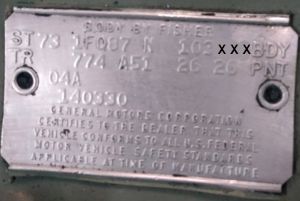 BODY BY FISHER
ST 73 1FQ87 N 103 xxx BDY
TR 774 A51 26 26 PNT
04A
140330
GENERAL MOTORS CORPORATION
CERTIFIES TO THE DEALER THAT THIS
VEHICLE CONFORMS TO ALL U.S. FEDERAL
MOTOR VEHICLE SAFETY STANDARDS
APPLICABLE AT TIME OF MANUFACTURE